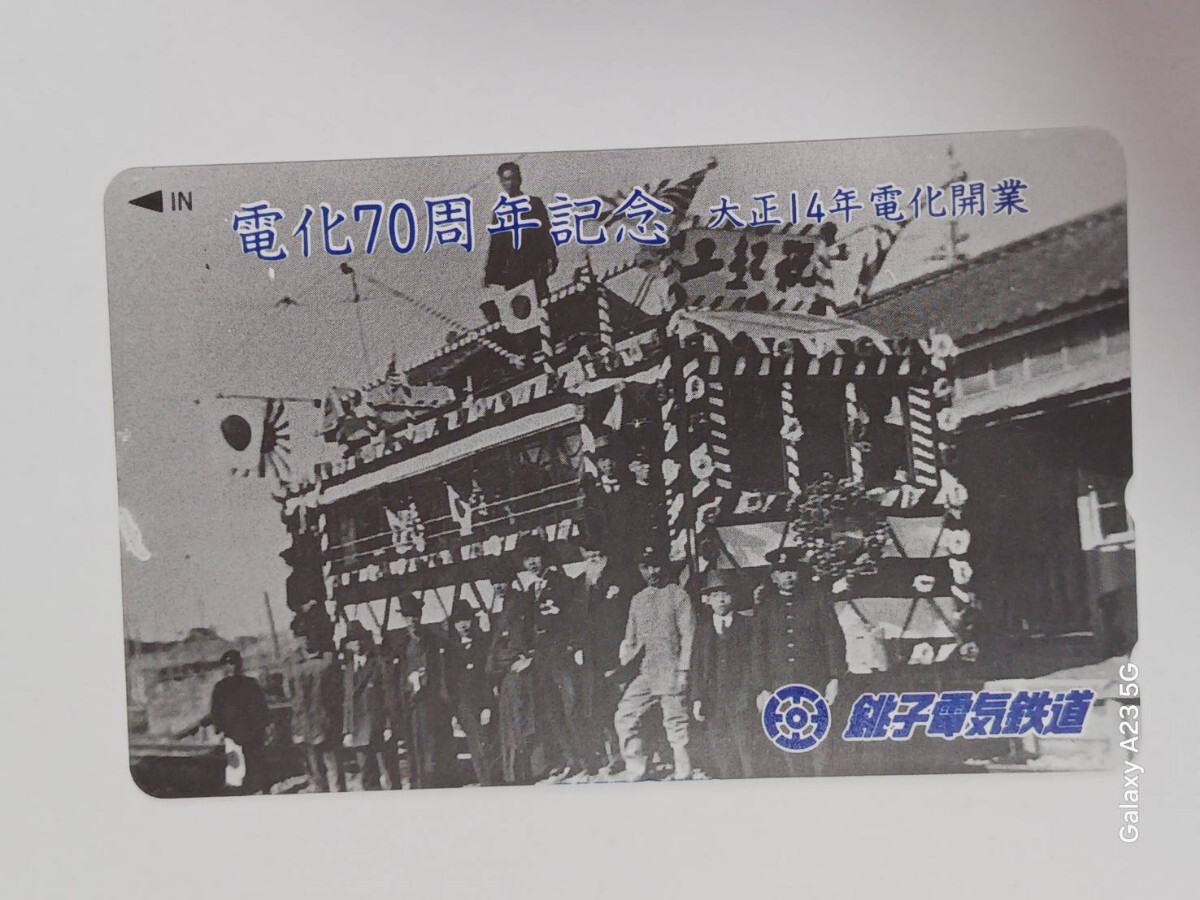 ◀ IN
電化70周年記念 大正14年電化開業
銚子電気鉄道
Galaxy A23 5G